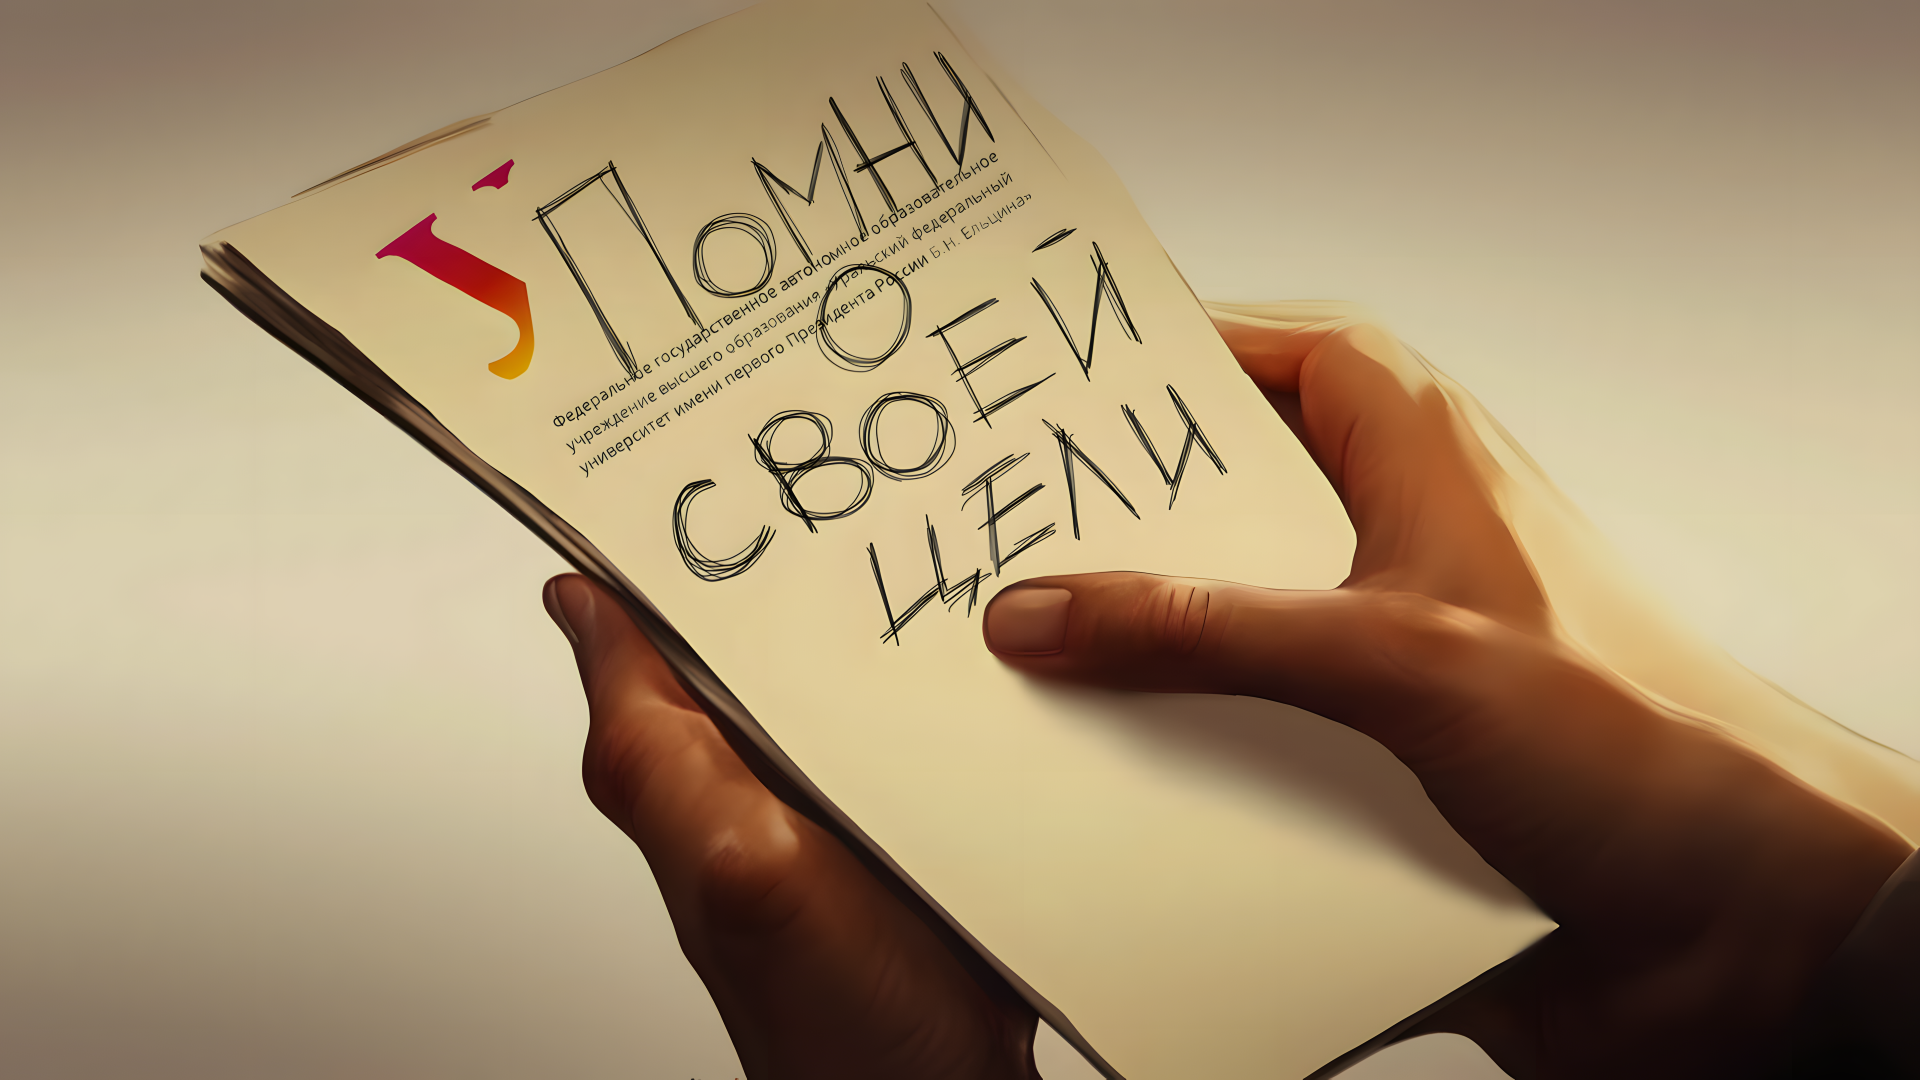 У
Помни
Федеральное государственное автономное образовательное
учреждение высшего образования «Уральский федеральный
университет имени первого Президента России Б.Н. Ельцина»
О
СВОЕЙ
ЦЕЛИ